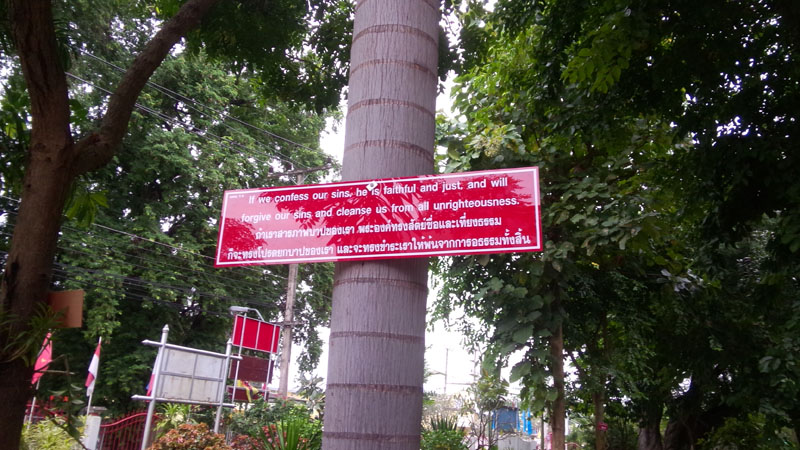 If we confess our sins, he is faithful and just, and will
forgive our sins and cleanse us from all unrighteousness.
ถ้าเราสารภาพบาปของเรา พระองค์ทรงสัตย์ซื่อและเที่ยงธรรม
ก็จะทรงโปรดยกบาปของเรา และจะทรงชำระเราให้พ้นจากการอธรรมทั้งสิ้น